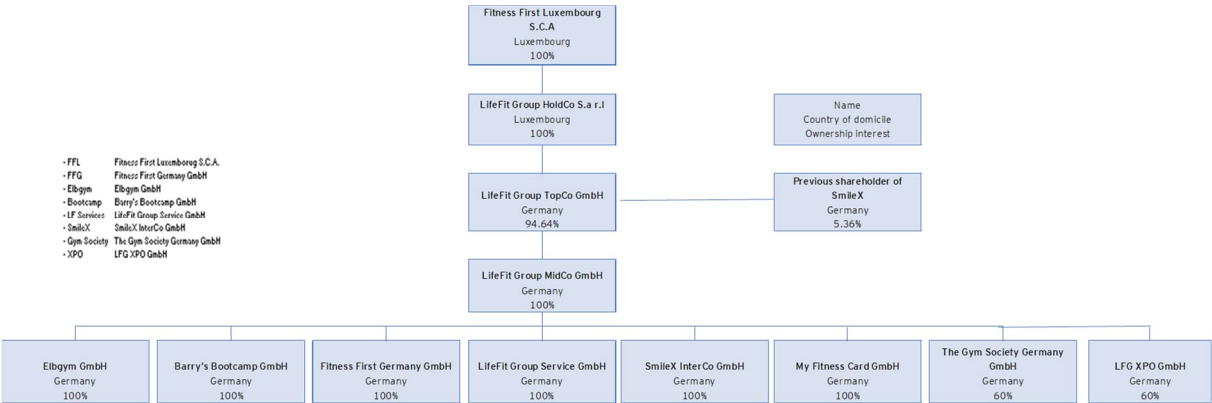 Fitness First Luxembourg
S.C.A
Luxembourg
100%
LifeFit Group HoldCo S.a r.l
Luxembourg
100%
Name
Country of domicile
Ownership interest
- FFL Fitness First Luxemborug S.C.A.
- FFG Fitness First Germany GmbH
- Elbgym Elbgym GmbH
- Bootcamp Barry's Bootcamp GmbH
- LF Services LifeFit Group Service GmbH
- SmileX SmileX InterCo GmbH
- Gym Society The Gym Society Germany GmbH
- XPO LFG XPO GmbH
LifeFit Group TopCo GmbH
Germany
94.64%
Previous shareholder of
SmileX
Germany
5.36%
LifeFit Group MidCo GmbH
Germany
100%
Elbgym GmbH
Germany
100%
Barry's Bootcamp GmbH
Germany
100%
Fitness First Germany GmbH
Germany
100%
LifeFit Group Service GmbH
Germany
100%
SmileX InterCo GmbH
Germany
100%
My Fitness Card GmbH
Germany
100%
The Gym Society Germany
GmbH
Germany
60%
LFG XPO GmbH
Germany
60%